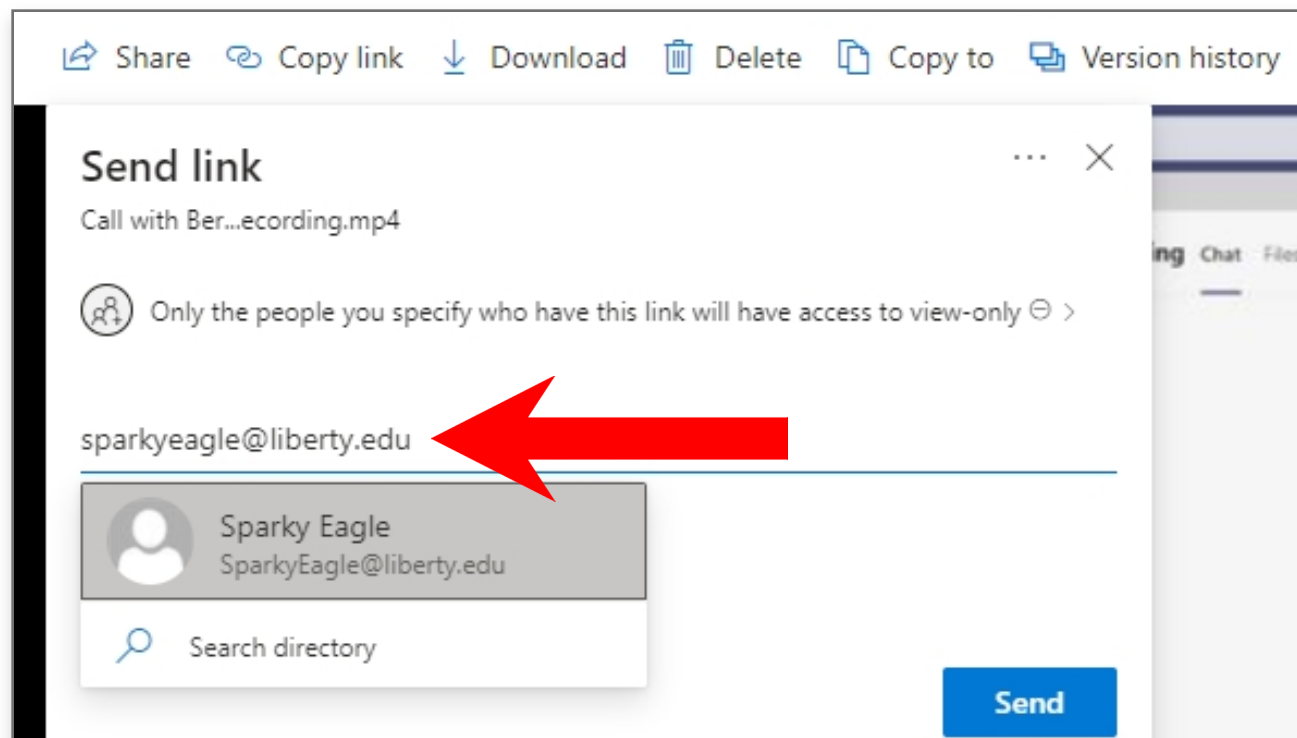 Share Copy link Download Delete Copy to Version history
Send link
Call with Ber...ecording.mp4
ng Chat Files
Only the people you specify who have this link will have access to view-only
sparkyeagle@liberty.edu
Sparky Eagle
SparkyEagle@liberty.edu
Search directory
Send